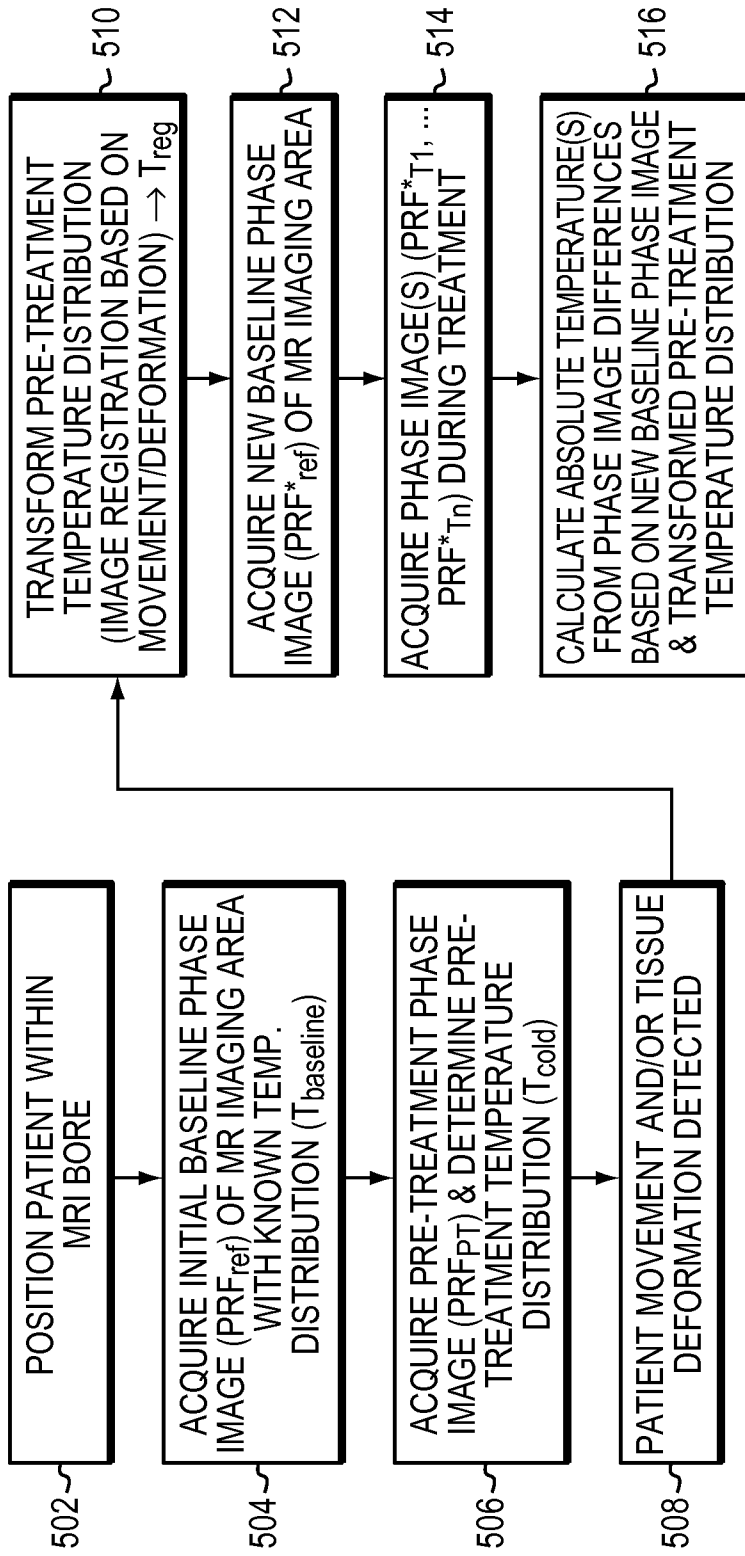 POSITION PATIENT WITHIN
MRI BORE
502
ACQUIRE INITIAL BASELINE PHASE
IMAGE (PRFref) OF MR IMAGING AREA
WITH KNOWN TEMP.
DISTRIBUTION (Tbaseline)
504
ACQUIRE PRE-TREATMENT PHASE
IMAGE (PRFPT) & DETERMINE PRE-
TREATMENT TEMPERATURE
DISTRIBUTION (Tcold)
506
PATIENT MOVEMENT AND/OR TISSUE
DEFORMATION DETECTED
508
TRANSFORM PRE-TREATMENT
TEMPERATURE DISTRIBUTION
(IMAGE REGISTRATION BASED ON
MOVEMENT/DEFORMATION) → Treg
510
ACQUIRE NEW BASELINE PHASE
IMAGE (PRF*ref) OF MR IMAGING AREA
512
ACQUIRE PHASE IMAGE(S) (PRF*T1, ...
PRF*Tn) DURING TREATMENT
514
CALCULATE ABSOLUTE TEMPERATURE(S)
FROM PHASE IMAGE DIFFERENCES
BASED ON NEW BASELINE PHASE IMAGE
& TRANSFORMED PRE-TREATMENT
TEMPERATURE DISTRIBUTION
516